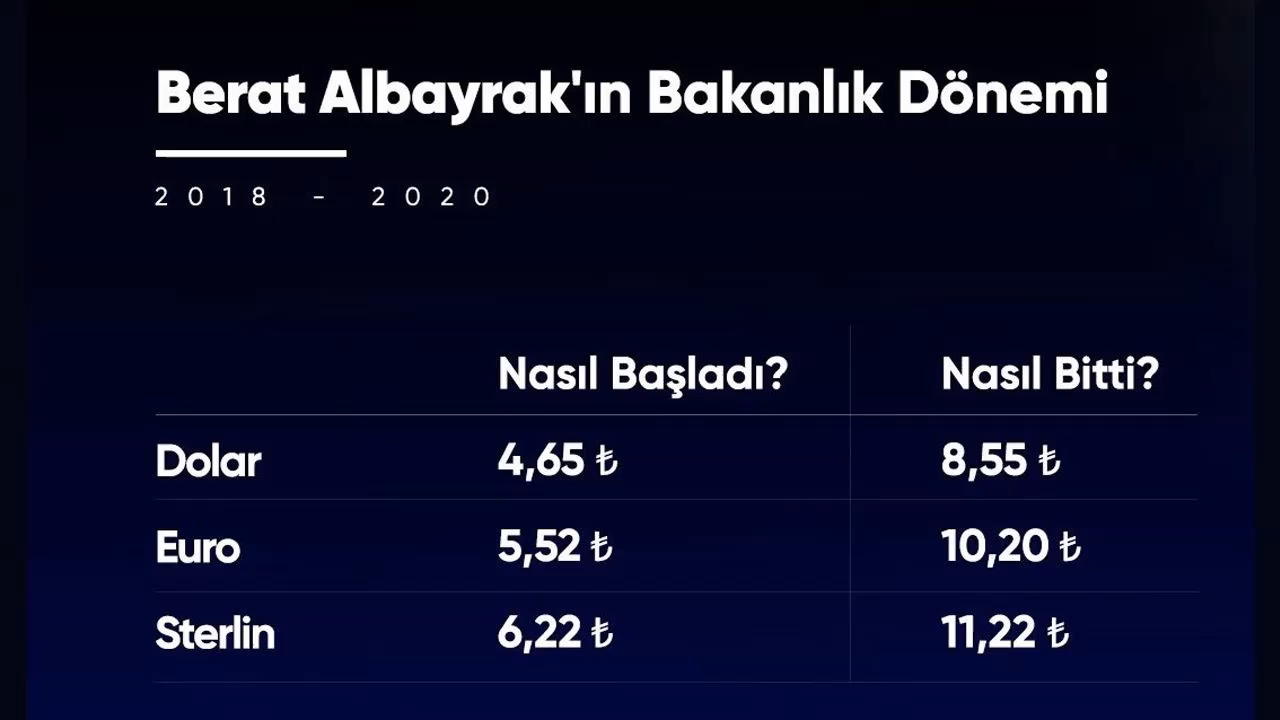 Berat Albayrak'ın Bakanlık Dönemi
2018 - 2020
Nasıl Başladı? Nasıl Bitti?
Dolar 4,65 ₺ 8,55 ₺
Euro 5,52 ₺ 10,20 ₺
Sterlin 6,22 ₺ 11,22 ₺